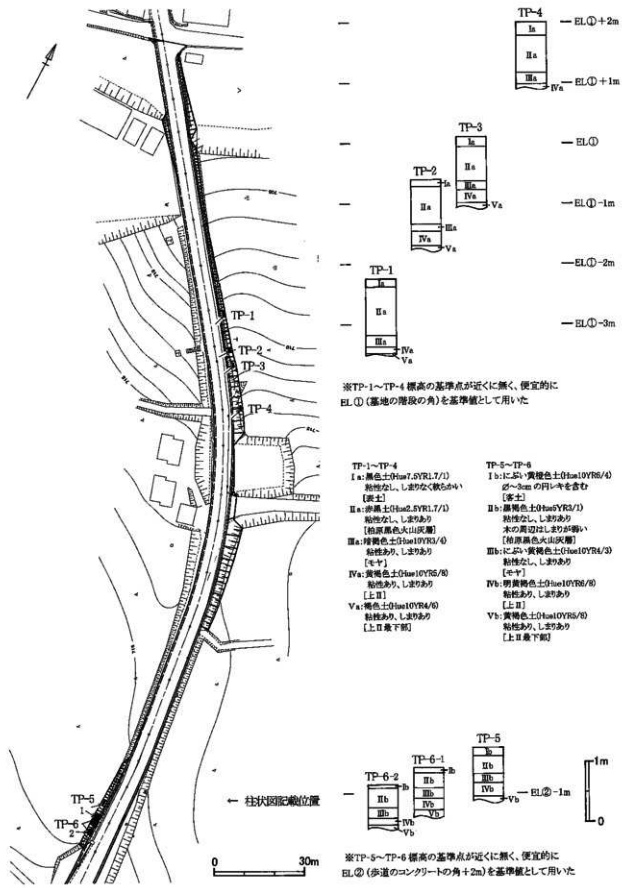 TP-4
Ia
IIa
IIIa
IVa
EL①+2m
EL①+1m
TP-3
Ia
IIa
IIIa
IVa
Va
EL①
TP-2
Ia
IIa
IIIa
IVa
Va
EL①-1m
EL①-2m
TP-1
Ia
IIa
IIIa
IVa
Va
EL①-3m
TP-1
TP-2
TP-3
TP-4
※TP-1～TP-4 標高の基準点が近くに無く、便宜的に
EL①(墓地の階段の角)を基準値として用いた
TP-1～TP-4
Ia:黒色土(Hue7.5YR1.7/1)
粘性なし、しまりなく軟らかい
[表土]
IIa:赤黒土(Hue2.5YR1.7/1)
粘性なし、しまりあり
[柏原黒色火山灰層]
IIIa:暗褐色土(Hue10YR3/4)
粘性あり、しまりあり
[モヤ]
IVa:黄褐色土(Hue10YR5/8)
粘性あり、しまりあり
[上II]
Va:褐色土(Hue10YR4/6)
粘性あり、しまりあり
[上II最下部]
TP-5～TP-6
Ib:にぶい黄橙色土(Hue10YR6/4)
∅～3cmの円レキを含む
[客土]
IIb:黒褐色土(Hue5YR3/1)
粘性なし、しまりあり
木の周辺はしまりが弱い
[柏原黒色火山灰層]
IIIb:にぶい黄褐色土(Hue10YR4/3)
粘性なし、しまりあり
[モヤ]
IVb:明黄褐色土(Hue10YR6/8)
粘性あり、しまりあり
[上II]
Vb:黄褐色土(Hue10YR5/8)
粘性あり、しまりあり
[上II最下部]
TP-5
1
TP-6
2
← 柱状図記載位置
0 30m
TP-5
Ib
IIb
IIIb
IVb
Vb
TP-6-1
Ib
IIb
IIIb
IVb
Vb
TP-6-2
Ib
IIb
IIIb
IVb
Vb
EL②-1m
1m
0
※TP-5～TP-6 標高の基準点が近くに無く、便宜的に
EL②(歩道のコンクリートの角+2m)を基準値として用いた